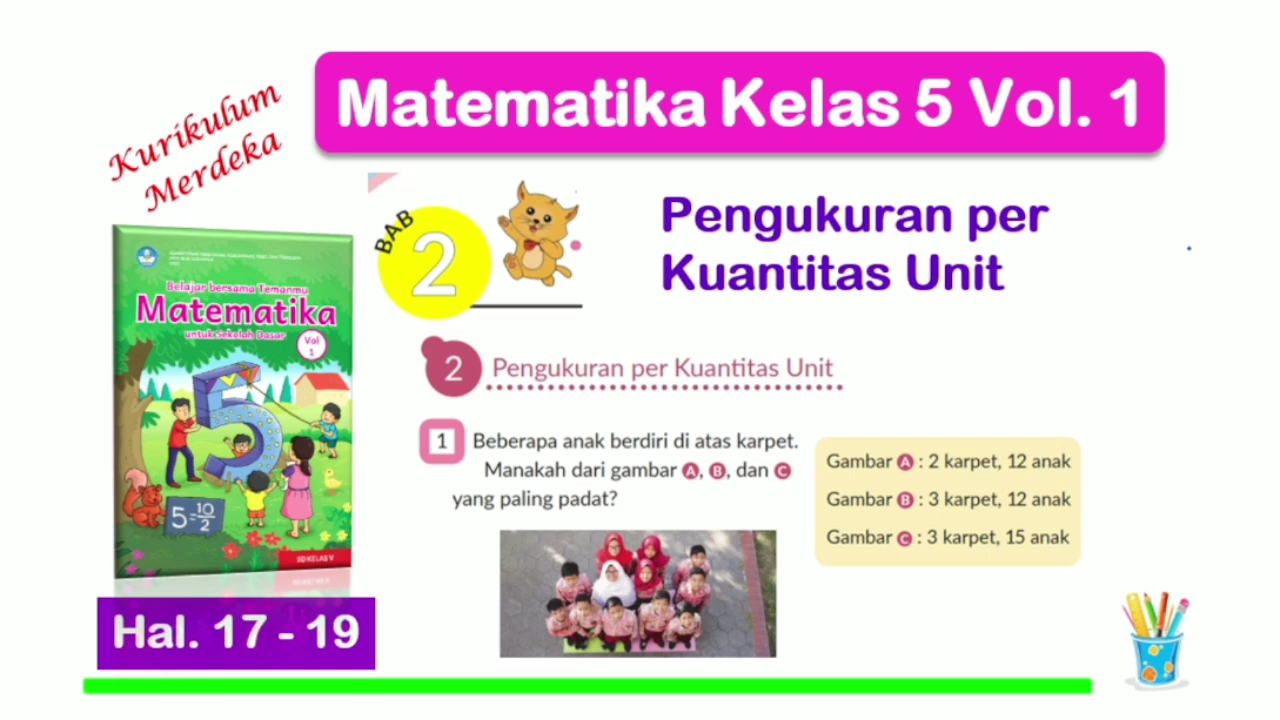 Kurikulum
Merdeka
Matematika Kelas 5 Vol. 1
BAB
2
Pengukuran per
Kuantitas Unit
Belajar bersama Temanmu
Matematika
untuk Sekolah Dasar
Vol
1
5
5=10/2
SD KELAS V
2 Pengukuran per Kuantitas Unit
1 Beberapa anak berdiri di atas karpet.
Manakah dari gambar A, B, dan C
yang paling padat?
Gambar A : 2 karpet, 12 anak
Gambar B : 3 karpet, 12 anak
Gambar C : 3 karpet, 15 anak
Hal. 17 - 19